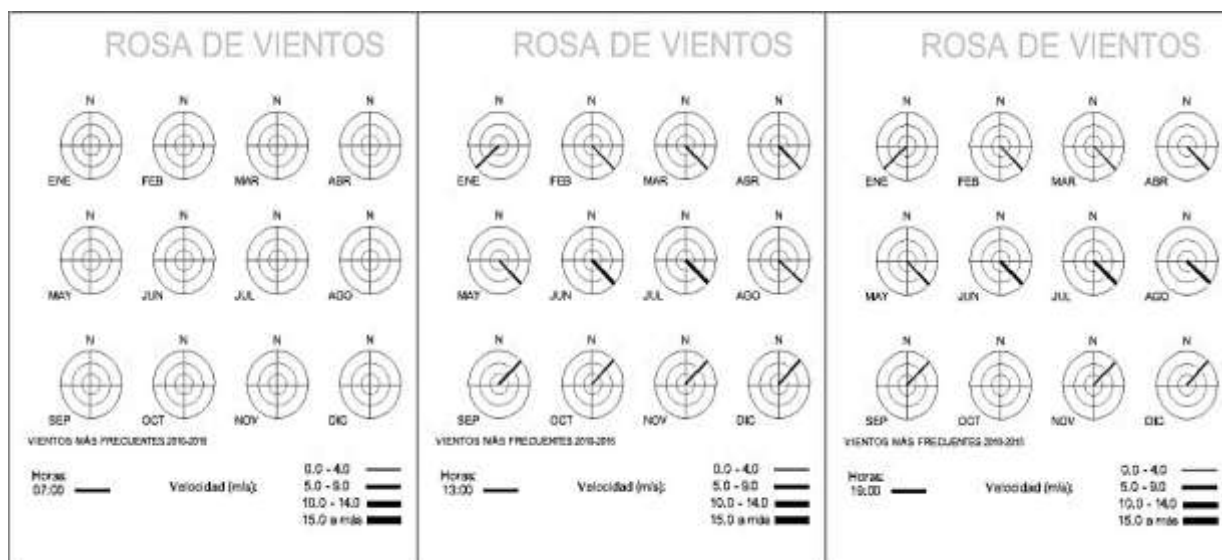 ROSA DE VIENTOS
N N N N
ENE FEB MAR ABR
N N N N
MAY JUN JUL AGO
N N N N
SEP OCT NOV DIC
VIENTOS MÁS FRECUENTES 2010-2016
Horas:
07:00
Velocidad (m/s):
0.0 - 4.0
5.0 - 9.0
10.0 - 14.0
15.0 a más
ROSA DE VIENTOS
N N N N
ENE FEB MAR ABR
N N N N
MAY JUN JUL AGO
N N N N
SEP OCT NOV DIC
VIENTOS MÁS FRECUENTES 2010-2016
Horas:
13:00
Velocidad (m/s):
0.0 - 4.0
5.0 - 9.0
10.0 - 14.0
15.0 a más
ROSA DE VIENTOS
N N N N
ENE FEB MAR ABR
N N N N
MAY JUN JUL AGO
N N N N
SEP OCT NOV DIC
VIENTOS MÁS FRECUENTES
Horas:
19:00
Velocidad (m/s):
0.0 - 4.0
5.0 - 9.0
10.0 - 14.0
15.0 a más